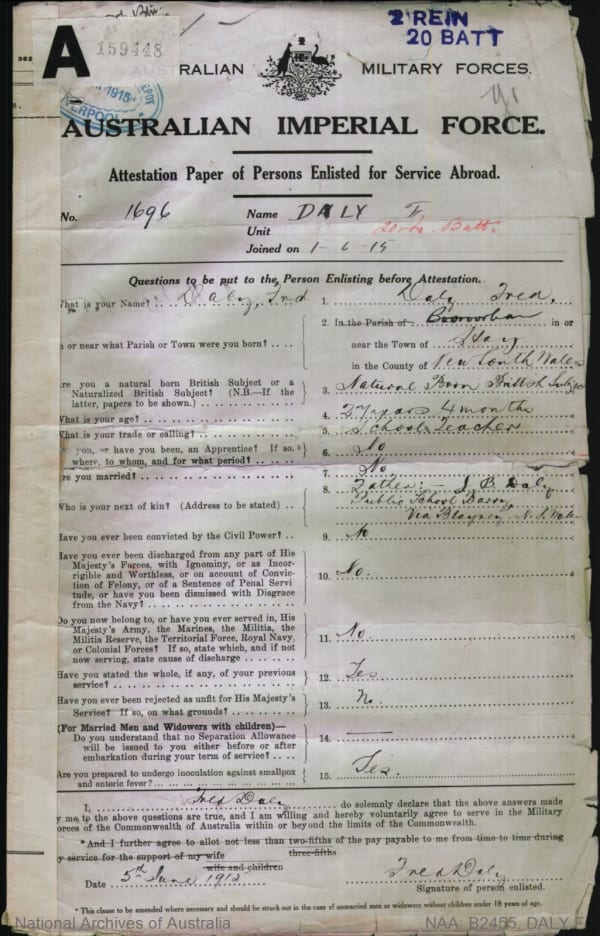 2 REIN
20 BATT
A
159448
1915
LIVERPOOL
AUSTRALIAN MILITARY FORCES.
AUSTRALIAN IMPERIAL FORCE.
Attestation Paper of Persons Enlisted for Service Abroad.
No. 1696 Name DALY F.
Unit 20th Batt.
Joined on 1-6-15
Questions to be put to the Person Enlisting before Attestation.
What is your Name? Daly, Fred 1. Daly Fred.
2. In the Parish of in or
in or near what Parish or Town were you born? near the Town of Hay
in the County of New South Wales
Are you a natural born British Subject or a
Naturalized British Subject? (N.B.—If the 3. Natural Born British Subject
latter, papers to be shown.)
What is your age? 4. 27 years 4 months
What is your trade or calling? 5. School Teacher
you, or have you been, an Apprentice? If so, 6. No
where, to whom, and for what period?
Are you married? 7. No
8. Father:- J. B. Daly
Who is your next of kin? (Address to be stated) Public School
Via Blayney N. S. Wales
Have you ever been convicted by the Civil Power? 9. No
Have you ever been discharged from any part of His
Majesty's Forces, with Ignominy, or as Incor-
rigible and Worthless, or on account of Convic-
tion of Felony, or of a Sentence of Penal Servi 10. No.
tude, or have you been dismissed with Disgrace
from the Navy?
Do you now belong to, or have you ever served in, His
Majesty's Army, the Marines, the Militia, the
Militia Reserve, the Territorial Force, Royal Navy, 11. No.
or Colonial Forces? If so, state which, and if not
now serving, state cause of discharge
Have you stated the whole, if any, of your previous 12. Yes
service?
Have you ever been rejected as unfit for His Majesty's 13. No.
Service? If so, on what grounds?
(For Married Men and Widowers with children)—
Do you understand that no Separation Allowance 14. —
will be issued to you either before or after
embarkation during your term of service?
Are you prepared to undergo inoculation against smallpox 15. Yes.
and enteric fever?
I, Fred Daly do solemnly declare that the above answers made
by me to the above questions are true, and I am willing and hereby voluntarily agree to serve in the Military
Forces of the Commonwealth of Australia within or beyond the limits of the Commonwealth.
*And I further agree to allot not less than two-fifths of the pay payable to me from time to time during
three-fifths
my service for the support of my wife
wife and children
Date 5th June 1915 Fred Daly
Signature of person enlisted.
*This clause to be amended where necessary and should be struck out in the case of unmarried men or widowers without children under 18 years of age.
National Archives of Australia NAA: B2455, DALY F